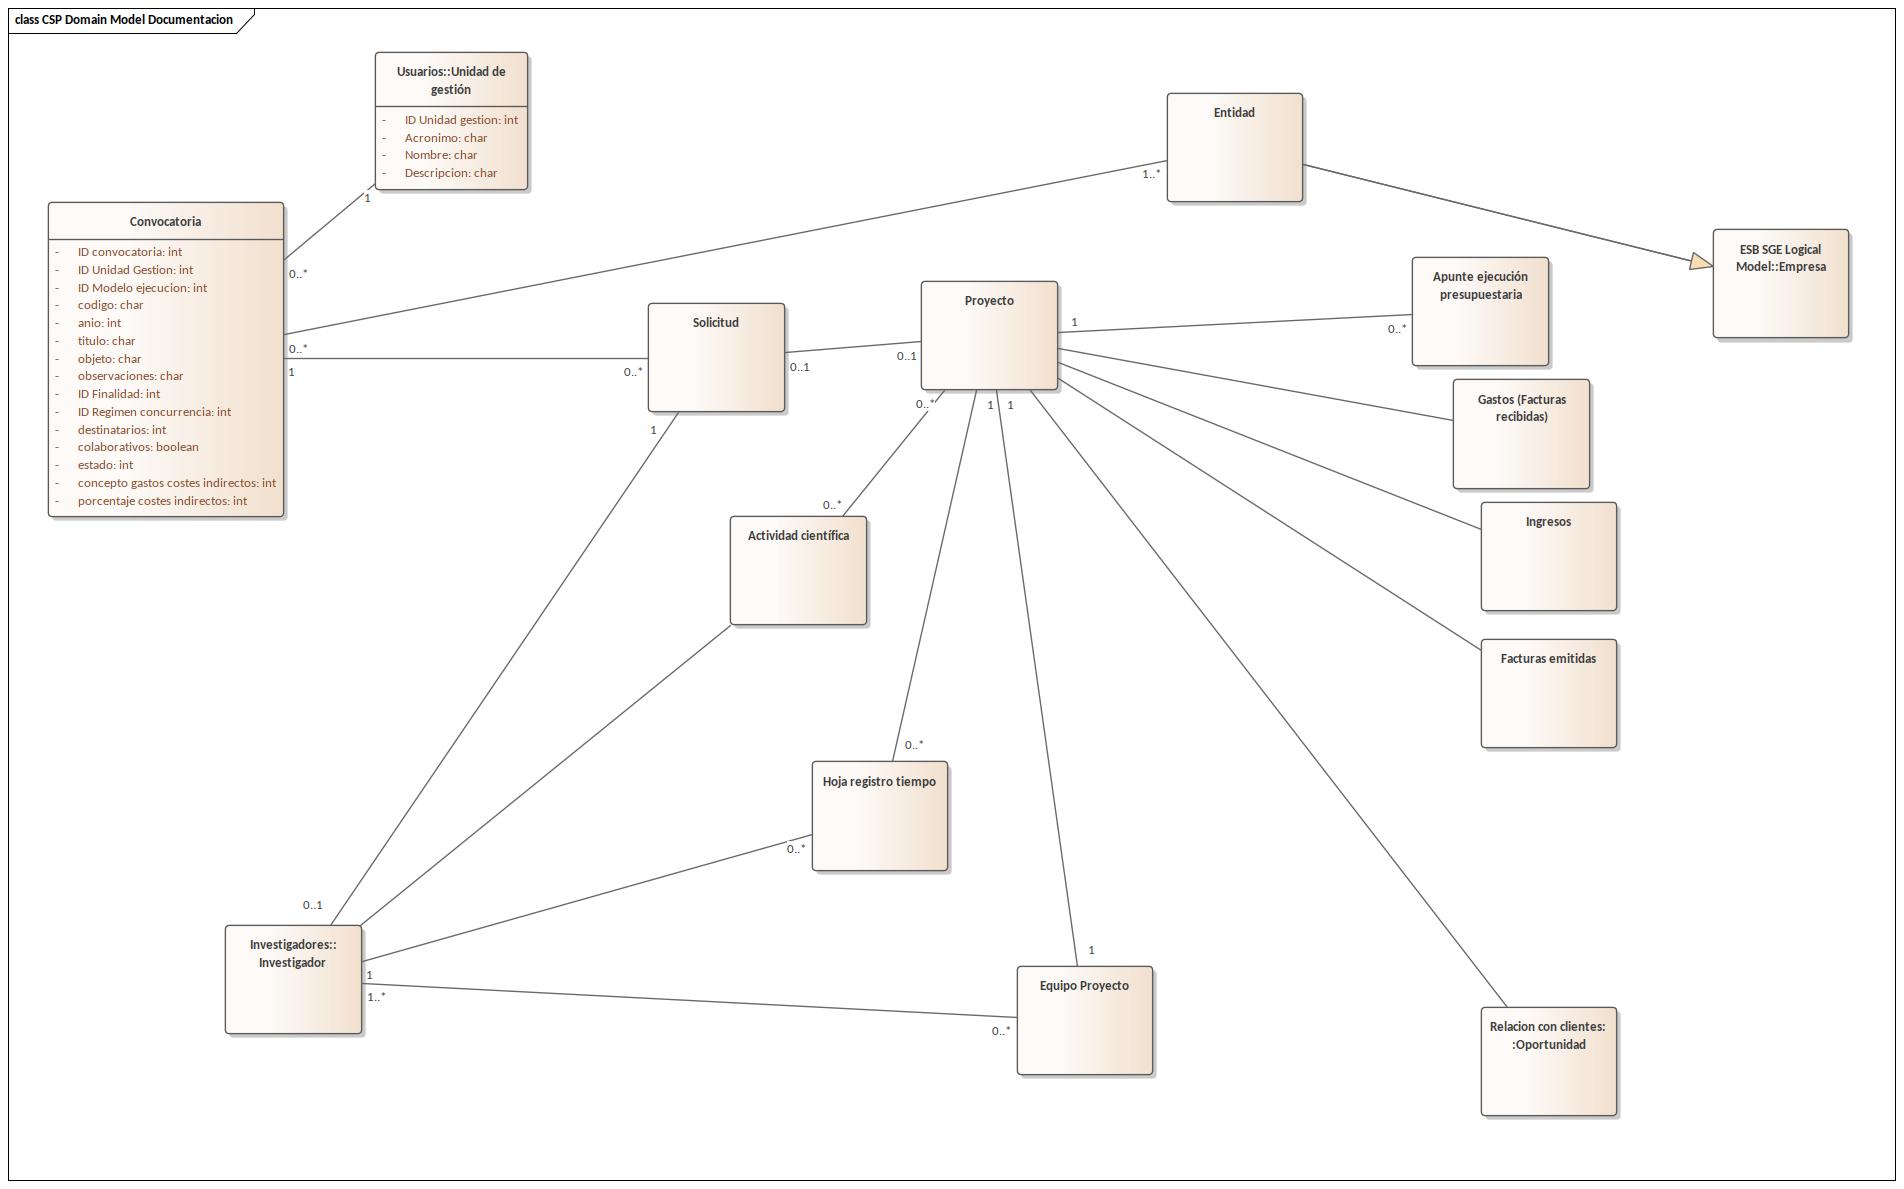 class CSP Domain Model Documentacion
Usuarios::Unidad de
gestión
- ID Unidad gestion: int
- Acronimo: char
- Nombre: char
- Descripcion: char
1
Convocatoria
- ID convocatoria: int
- ID Unidad Gestion: int
- ID Modelo ejecucion: int
- codigo: char
- anio: int
- titulo: char
- objeto: char
- observaciones: char
- ID Finalidad: int
- ID Regimen concurrencia: int
- destinatarios: int
- colaborativos: boolean
- estado: int
- concepto gastos costes indirectos: int
- porcentaje costes indirectos: int
0..*
0..*
1
Entidad
1..*
ESB SGE Logical
Model::Empresa
Solicitud
0..*
0..1
1
Proyecto
0..1
1
0..*
1
1
Apunte ejecución
presupuestaria
0..*
Gastos (Facturas
recibidas)
Ingresos
Facturas emitidas
0..*
Actividad científica
0..*
Hoja registro tiempo
0..*
0..1
Investigadores::
Investigador
1
1..*
1
Equipo Proyecto
0..*
Relacion con clientes:
:Oportunidad